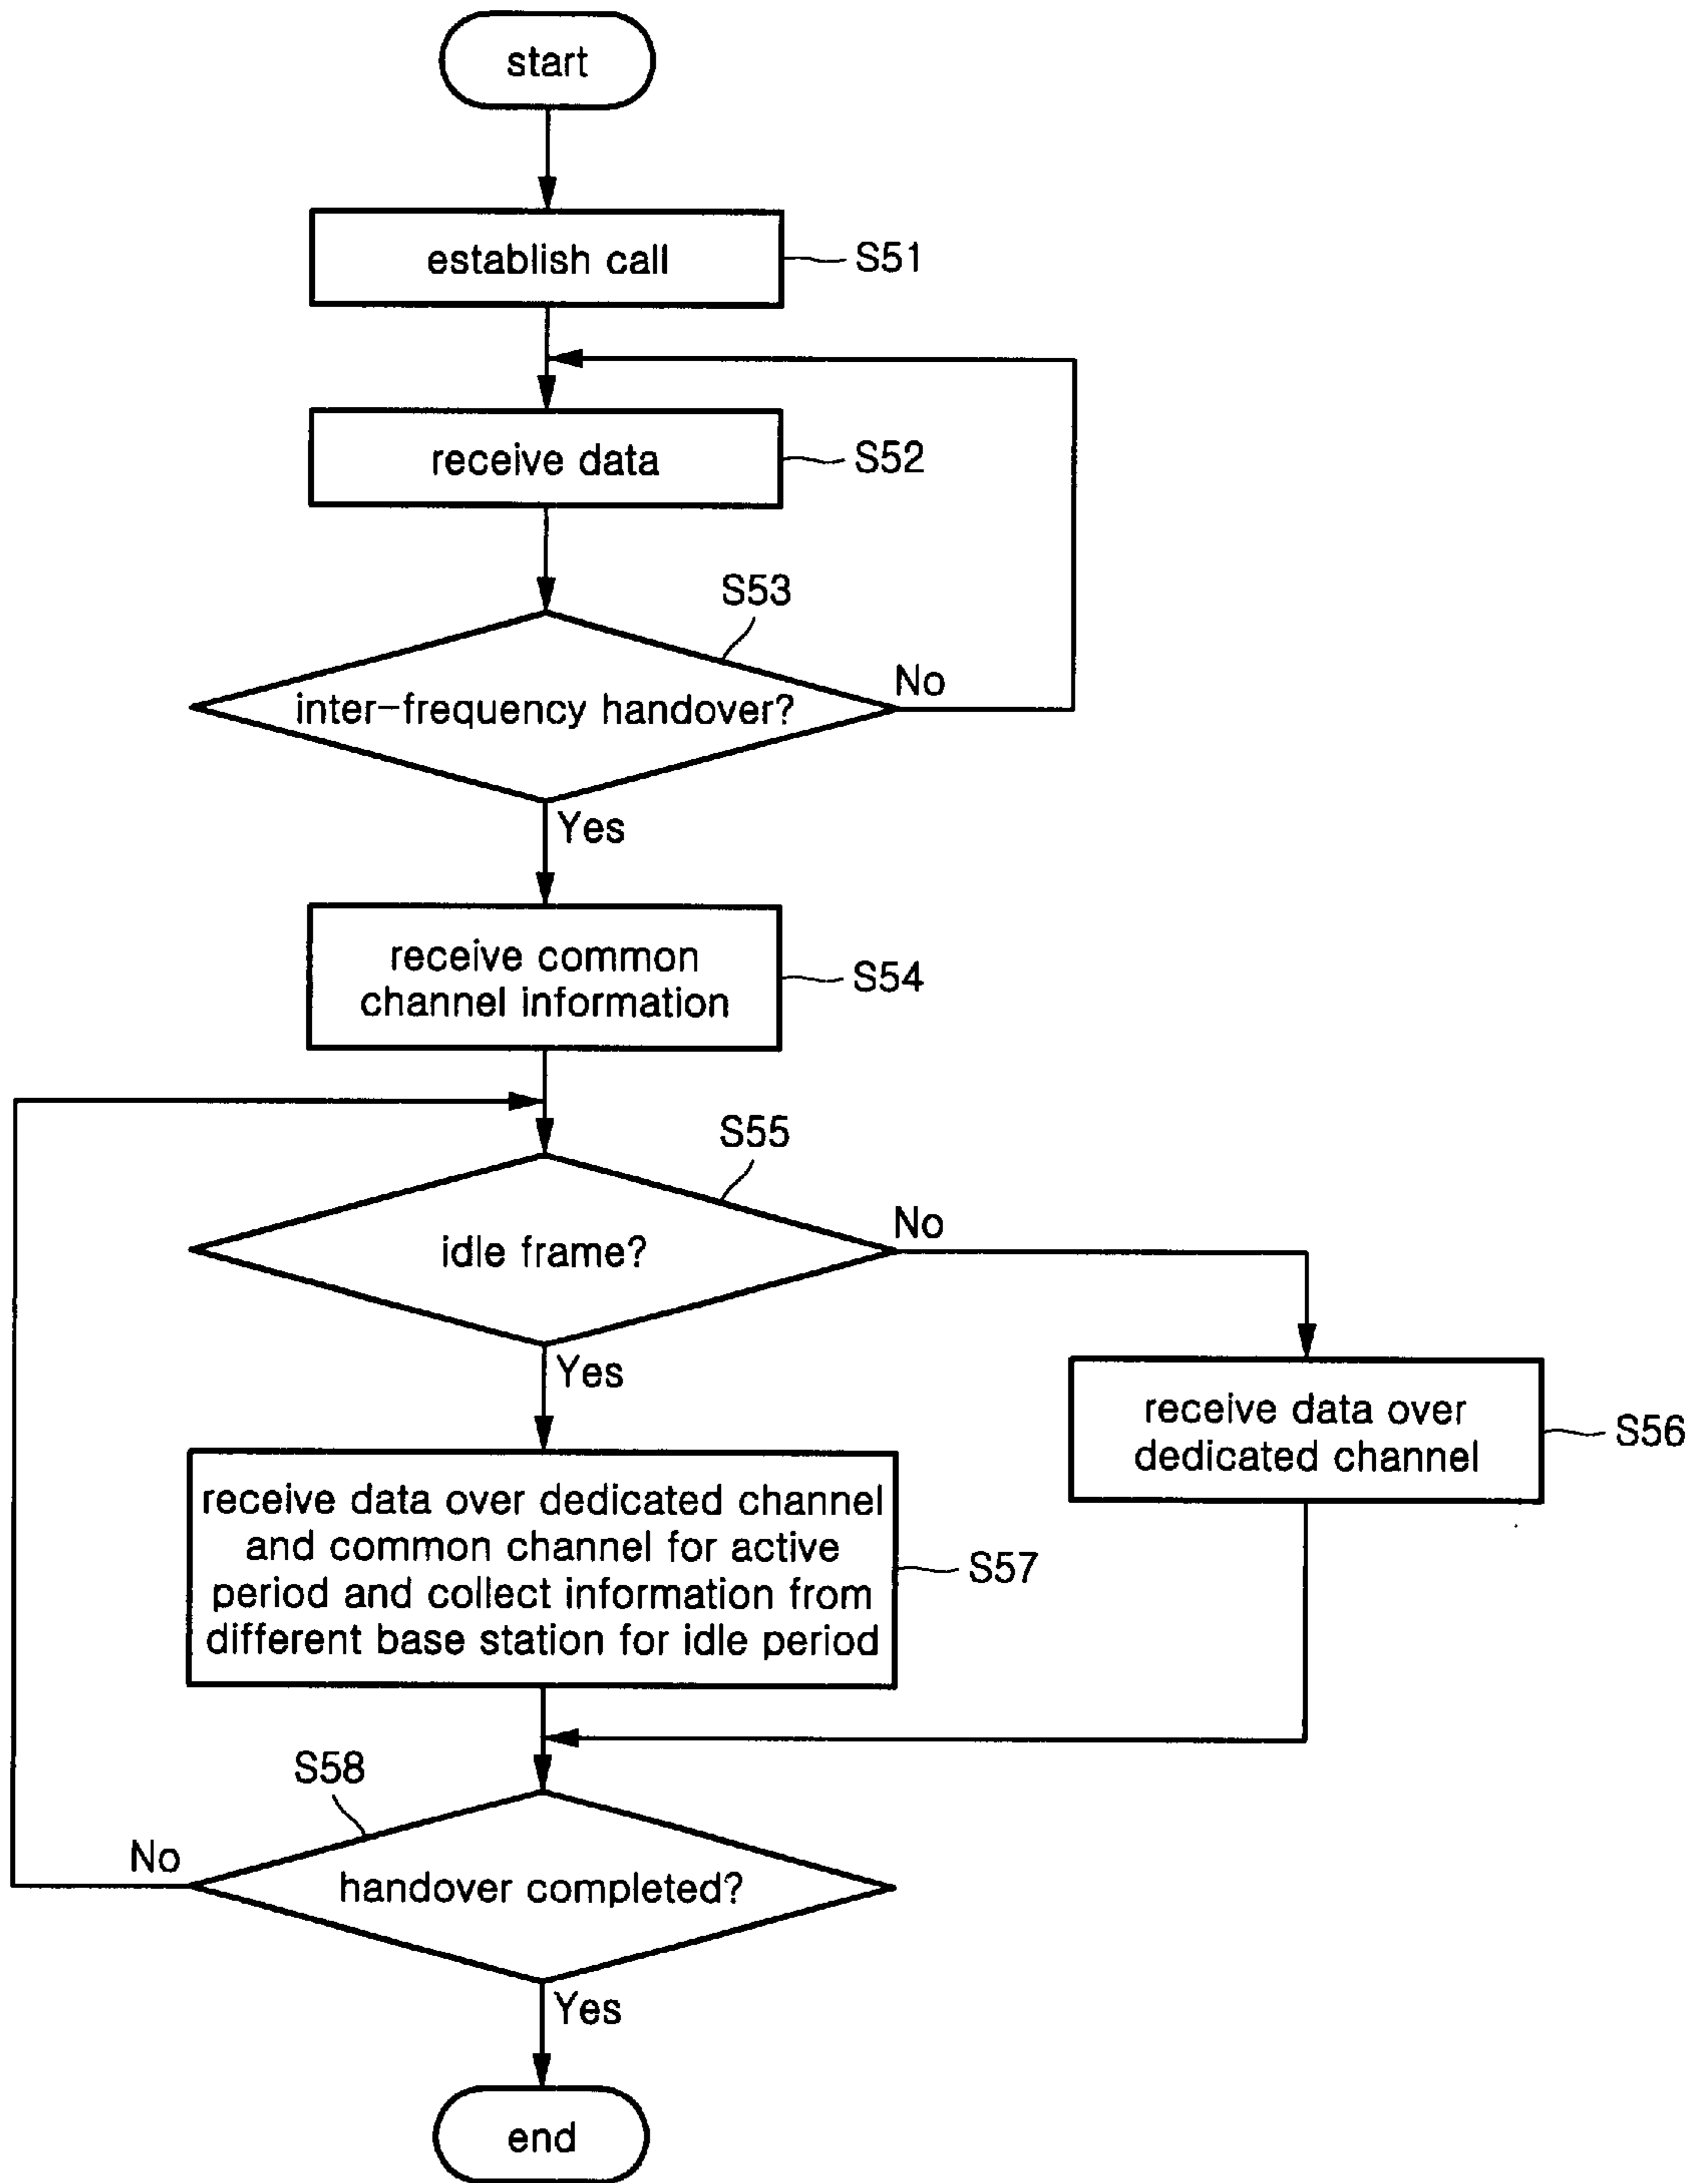 start
establish call
S51
receive data
S52
S53
inter-frequency handover?
No
Yes
receive common
channel information
S54
S55
idle frame?
No
Yes
receive data over
dedicated channel
S56
receive data over dedicated channel
and common channel for active
period and collect information from
different base station for idle period
S57
S58
No
handover completed?
Yes
end